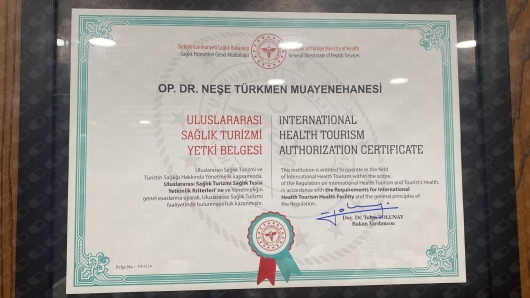 Türkiye Cumhuriyeti Sağlık Bakanlığı
Sağlık Hizmetleri Genel Müdürlüğü
of Türkiye Ministry of Health
General Directorate of Health Services
OP. DR. NEŞE TÜRKMEN MUAYENEHANESİ
ULUSLARARASI
SAĞLIK TURİZMİ
YETKİ BELGESİ
INTERNATIONAL
HEALTH TOURISM
AUTHORIZATION CERTIFICATE
Uluslararası Sağlık Turizmi ve
Turistin Sağlığı Hakkında Yönetmelik kapsamında,
Uluslararası Sağlık Turizmi Sağlık Tesisi
Yetkinlik Kriterleri' ne ve Yönetmeliğin
genel esaslarına uyarak, Uluslararası Sağlık Turizmi
faaliyetinde bulunmaya hak kazanmıştır.
This Institution is entitled to operate in the field
of International Health Tourism within the scope
of the Regulation on International Health Tourism and Tourist's Health,
in accordance with the Requirements for International
Health Tourism Health Facility and the general principles of
the Regulation.
Doç. Dr. TOLUNAY
Bakan Yardımcısı
Belge No. :